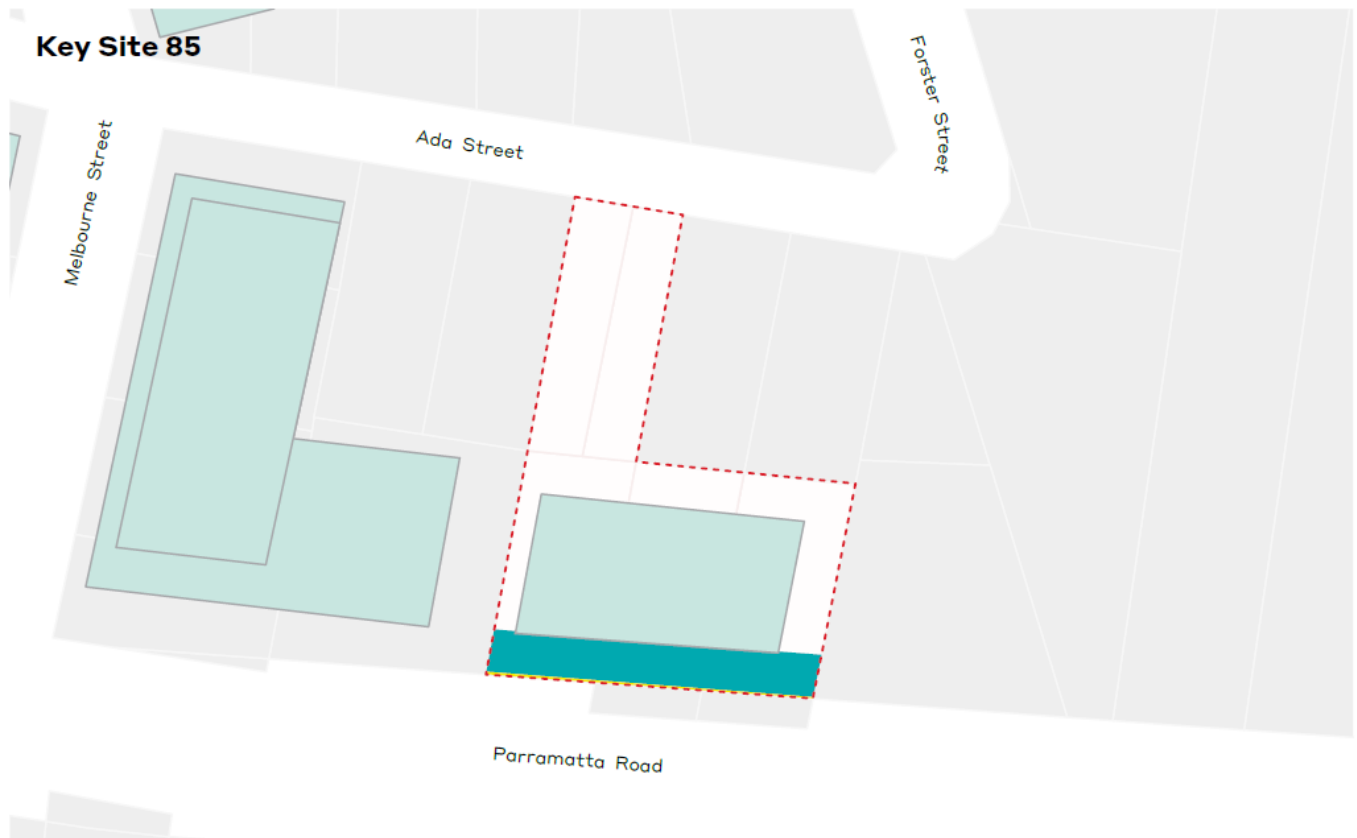 Key Site 85
Forster Street
Ada Street
Melbourne Street
Parramatta Road